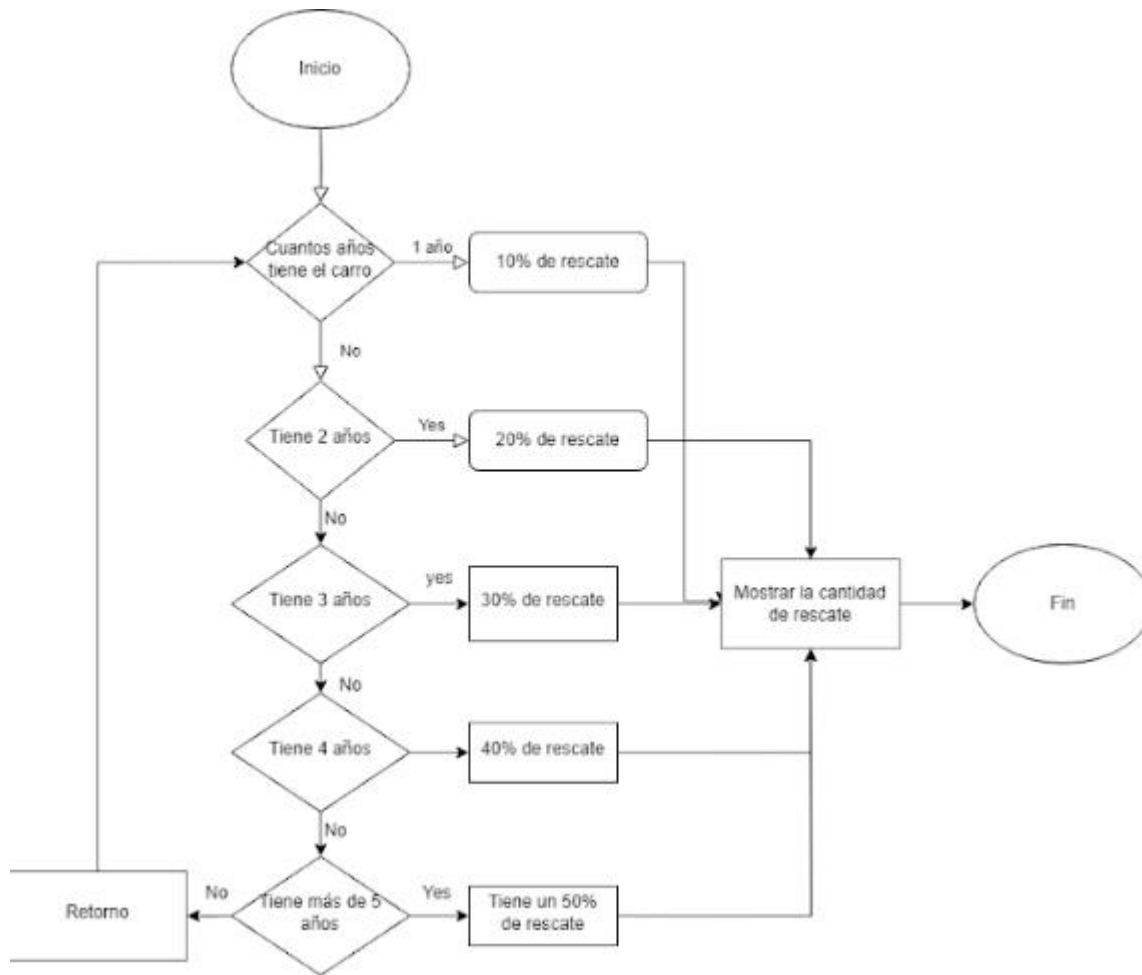 Inicio
Cuantos años
tiene el carro
1 año
10% de rescate
No
Tiene 2 años
Yes
20% de rescate
No
Tiene 3 años
yes
30% de rescate
Mostrar la cantidad
de rescate
Fin
No
Tiene 4 años
40% de rescate
No
Retorno
No
Tiene más de 5
años
Yes
Tiene un 50%
de rescate